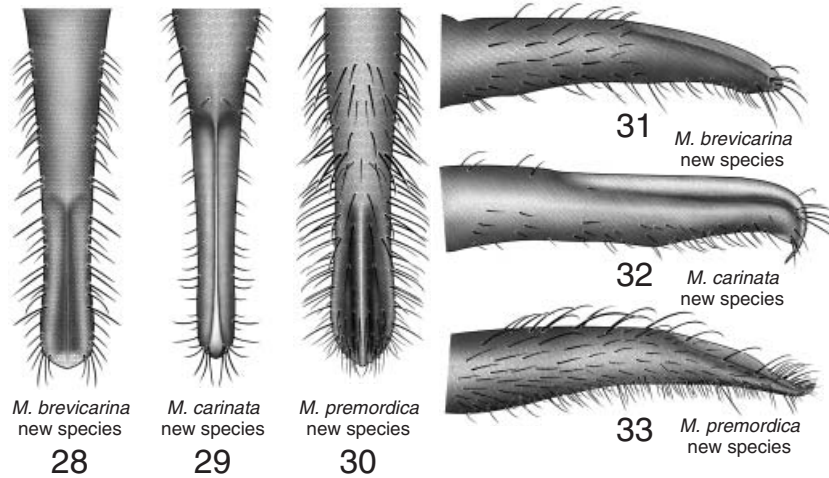 M. brevicarina
new species
28
M. carinata
new species
29
M. premordica
new species
30
31
M. brevicarina
new species
32
M. carinata
new species
33
M. premordica
new species